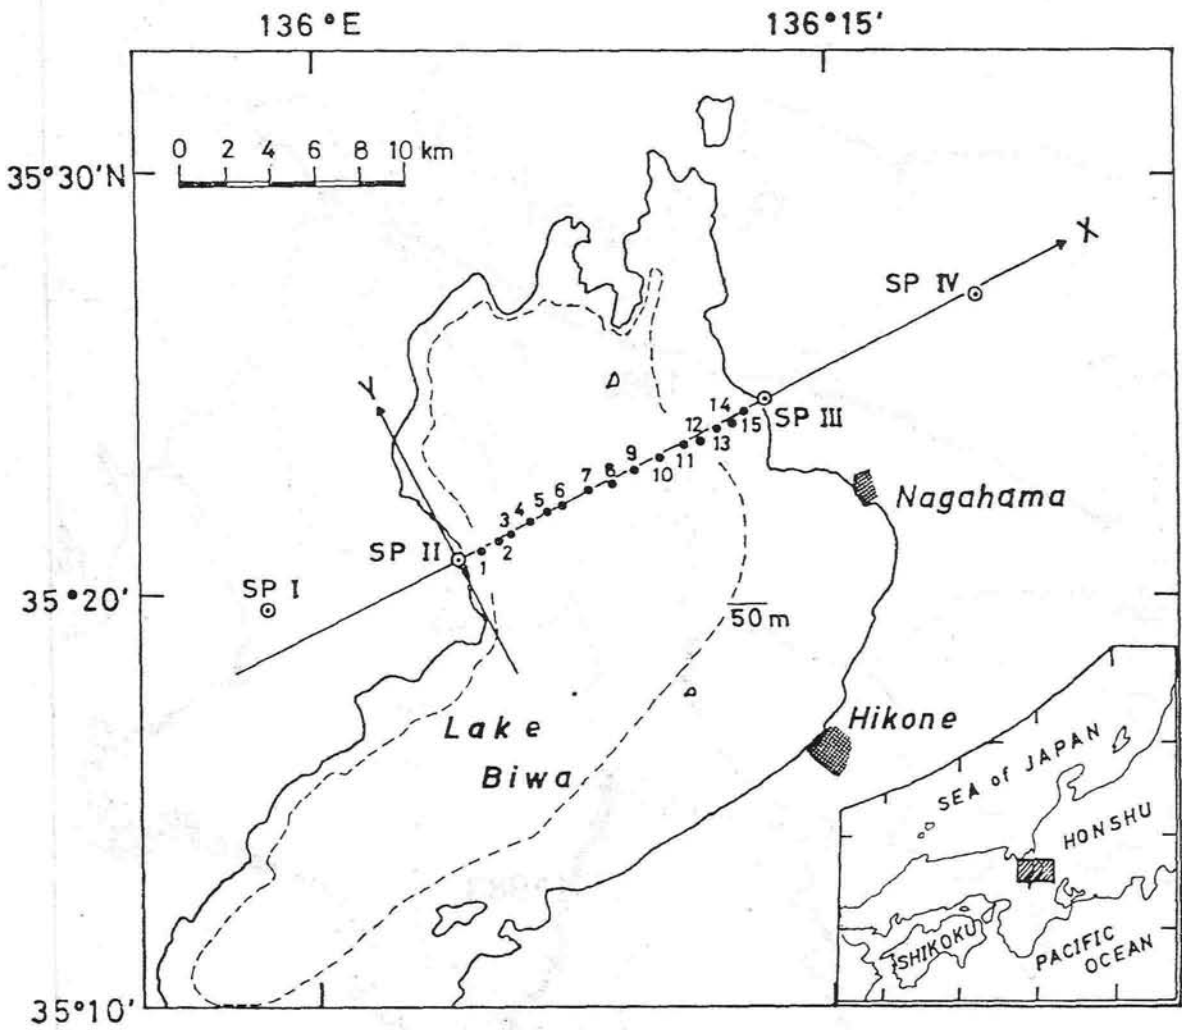 136°E
136°15'
0 2 4 6 8 10 km
35°30'N
X
SP IV
Y
14
SP III
15
12
13
11
9
10
8
7
6
5
4
3
2
1
Nagahama
SP II
SP I
35°20'
50m
Hikone
Lake
Biwa
SEA of JAPAN
HONSHU
SHIKOKU
PACIFIC
OCEAN
35°10'